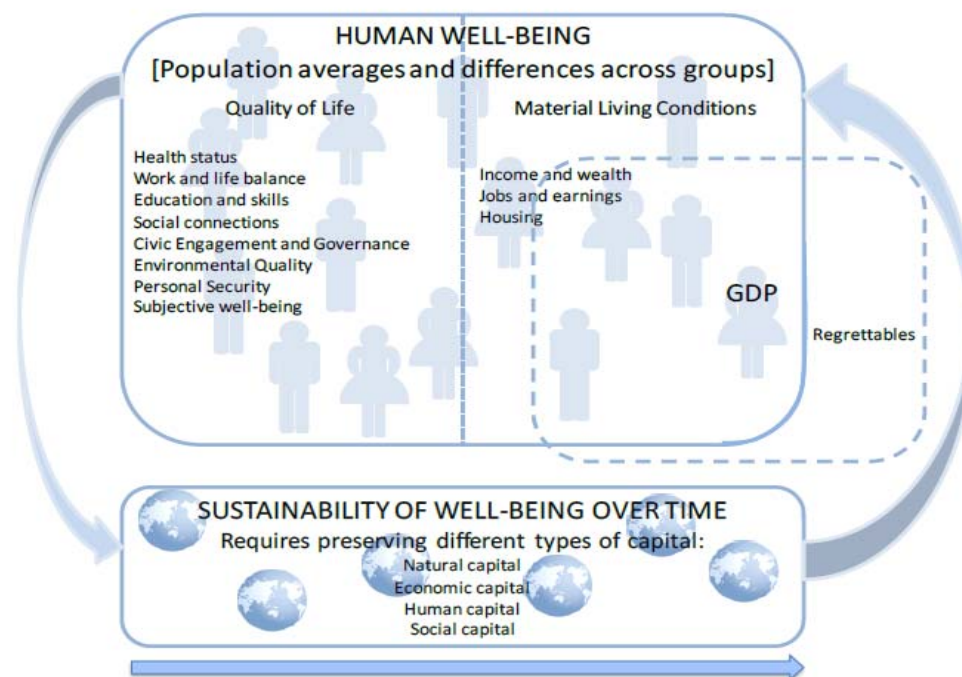 HUMAN WELL-BEING
[Population averages and differences across groups]
Quality of Life
Health status
Work and life balance
Education and skills
Social connections
Civic Engagement and Governance
Environmental Quality
Personal Security
Subjective well-being
Material Living Conditions
Income and wealth
Jobs and earnings
Housing
GDP
Regrettables
SUSTAINABILITY OF WELL-BEING OVER TIME
Requires preserving different types of capital:
Natural capital
Economic capital
Human capital
Social capital